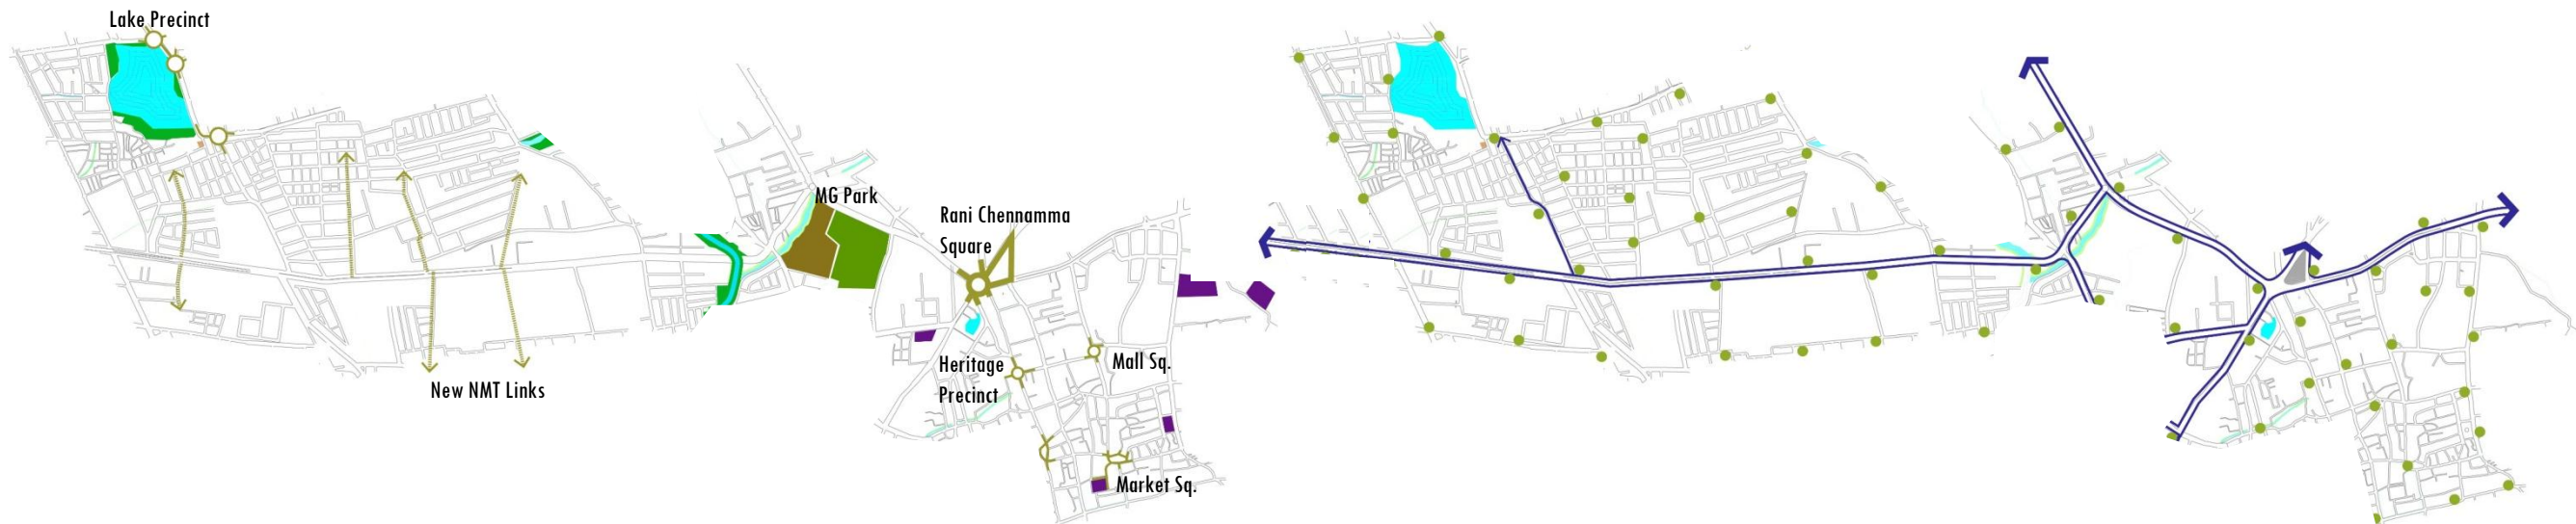 Lake Precinct
MG Park
Rani Chennamma
Square
Heritage
Precinct
Mall Sq.
New NMT Links
Market Sq.